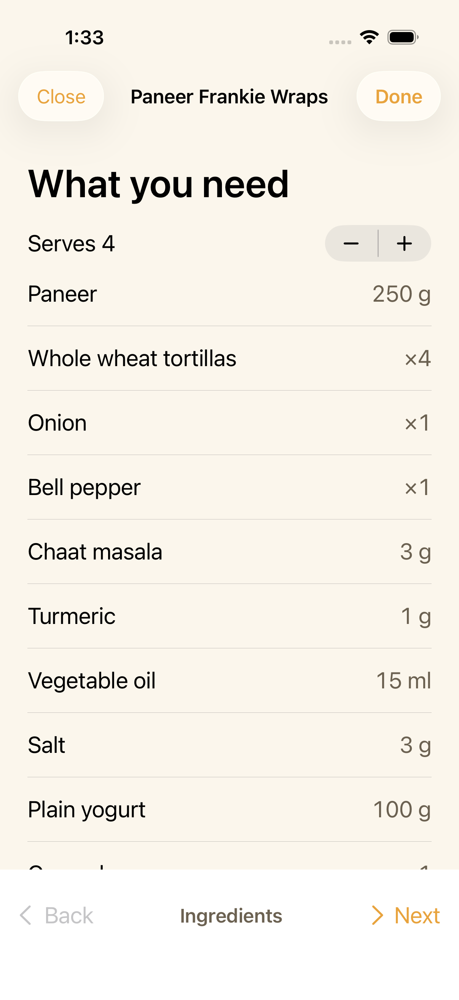 1:33
Close
Paneer Frankie Wraps
Done
What you need
Serves 4
Paneer 250 g
Whole wheat tortillas ×4
Onion ×1
Bell pepper ×1
Chaat masala 3 g
Turmeric 1 g
Vegetable oil 15 ml
Salt 3 g
Plain yogurt 100 g
Back
Ingredients
Next